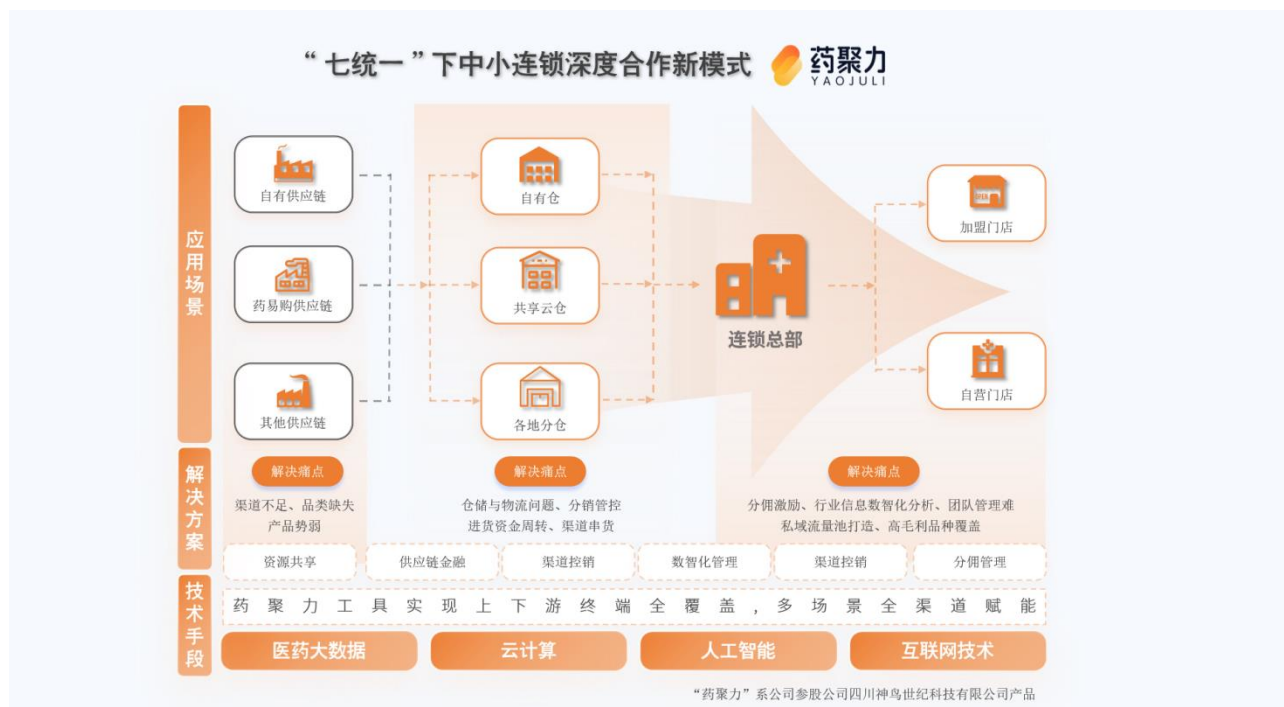 “七统一”下中小连锁深度合作新模式
药聚力
YAOJULI
应用场景
自有供应链
药易购供应链
其他供应链
自有仓
共享云仓
各地分仓
连锁总部
加盟门店
自营门店
解决方案
解决痛点
渠道不足、品类缺失
产品势弱
解决痛点
仓储与物流问题、分销管控
进货资金周转、渠道串货
解决痛点
分佣激励、行业信息数智化分析、团队管理难
私域流量池打造、高毛利品种覆盖
资源共享
供应链金融
渠道控销
数智化管理
渠道控销
分佣管理
技术手段
药聚力工具实现上下游终端全覆盖,多场景全渠道赋能
医药大数据
云计算
人工智能
互联网技术
“药聚力”系公司参股公司四川神鸟世纪科技有限公司产品